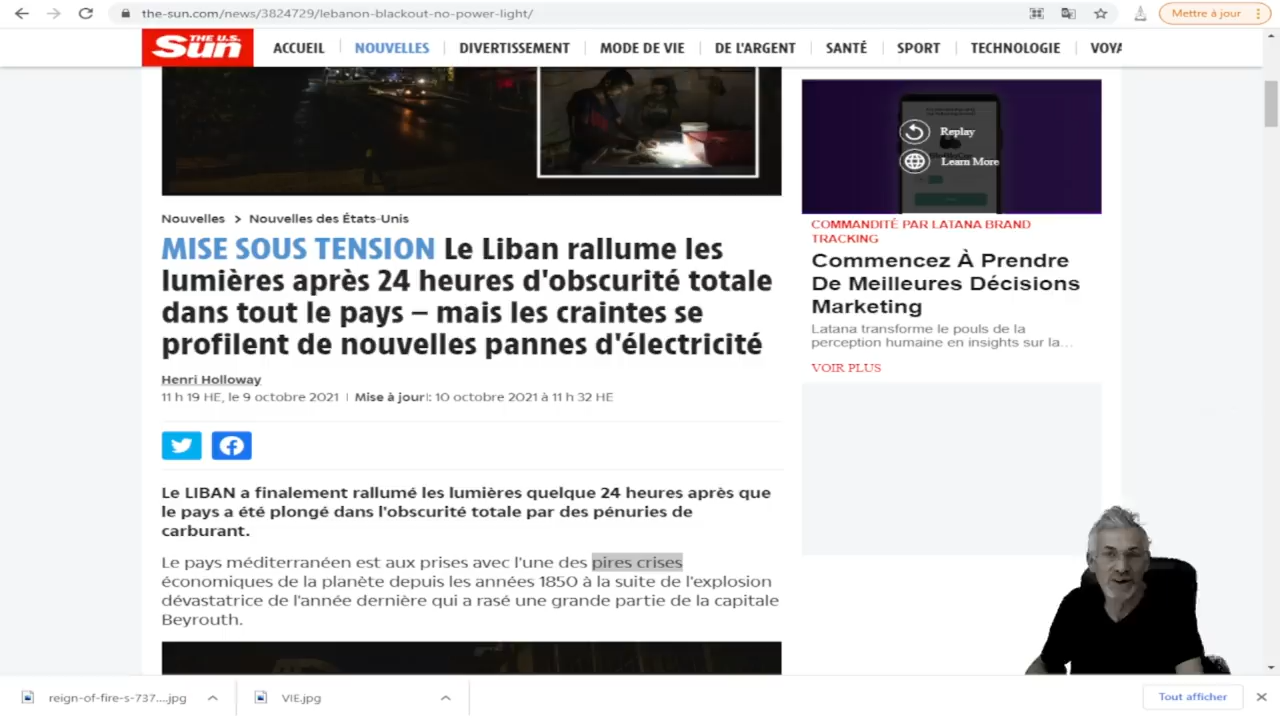 the-sun.com/news/3824729/lebanon-blackout-no-power-light/
Mettre à jour
THE U.S. Sun
ACCUEIL NOUVELLES DIVERTISSEMENT MODE DE VIE DE L'ARGENT SANTÉ SPORT TECHNOLOGIE VOYA
Replay
Learn More
Nouvelles > Nouvelles des États-Unis
MISE SOUS TENSION Le Liban rallume les
lumières après 24 heures d'obscurité totale
dans tout le pays – mais les craintes se
profilent de nouvelles pannes d'électricité
Henri Holloway
11 h 19 HE, le 9 octobre 2021 | Mise à jour: 10 octobre 2021 à 11 h 32 HE
COMMANDITÉ PAR LATANA BRAND
TRACKING
Commencez À Prendre
De Meilleures Décisions
Marketing
Latana transforme le pouls de la
perception humaine en insights sur la...
VOIR PLUS
Le LIBAN a finalement rallumé les lumières quelque 24 heures après que
le pays a été plongé dans l'obscurité totale par des pénuries de
carburant.
Le pays méditerranéen est aux prises avec l'une des pires crises
économiques de la planète depuis les années 1850 à la suite de l'explosion
dévastatrice de l'année dernière qui a rasé une grande partie de la capitale
Beyrouth.
reign-of-fire-s-737....jpg
VIE.jpg
Tout afficher